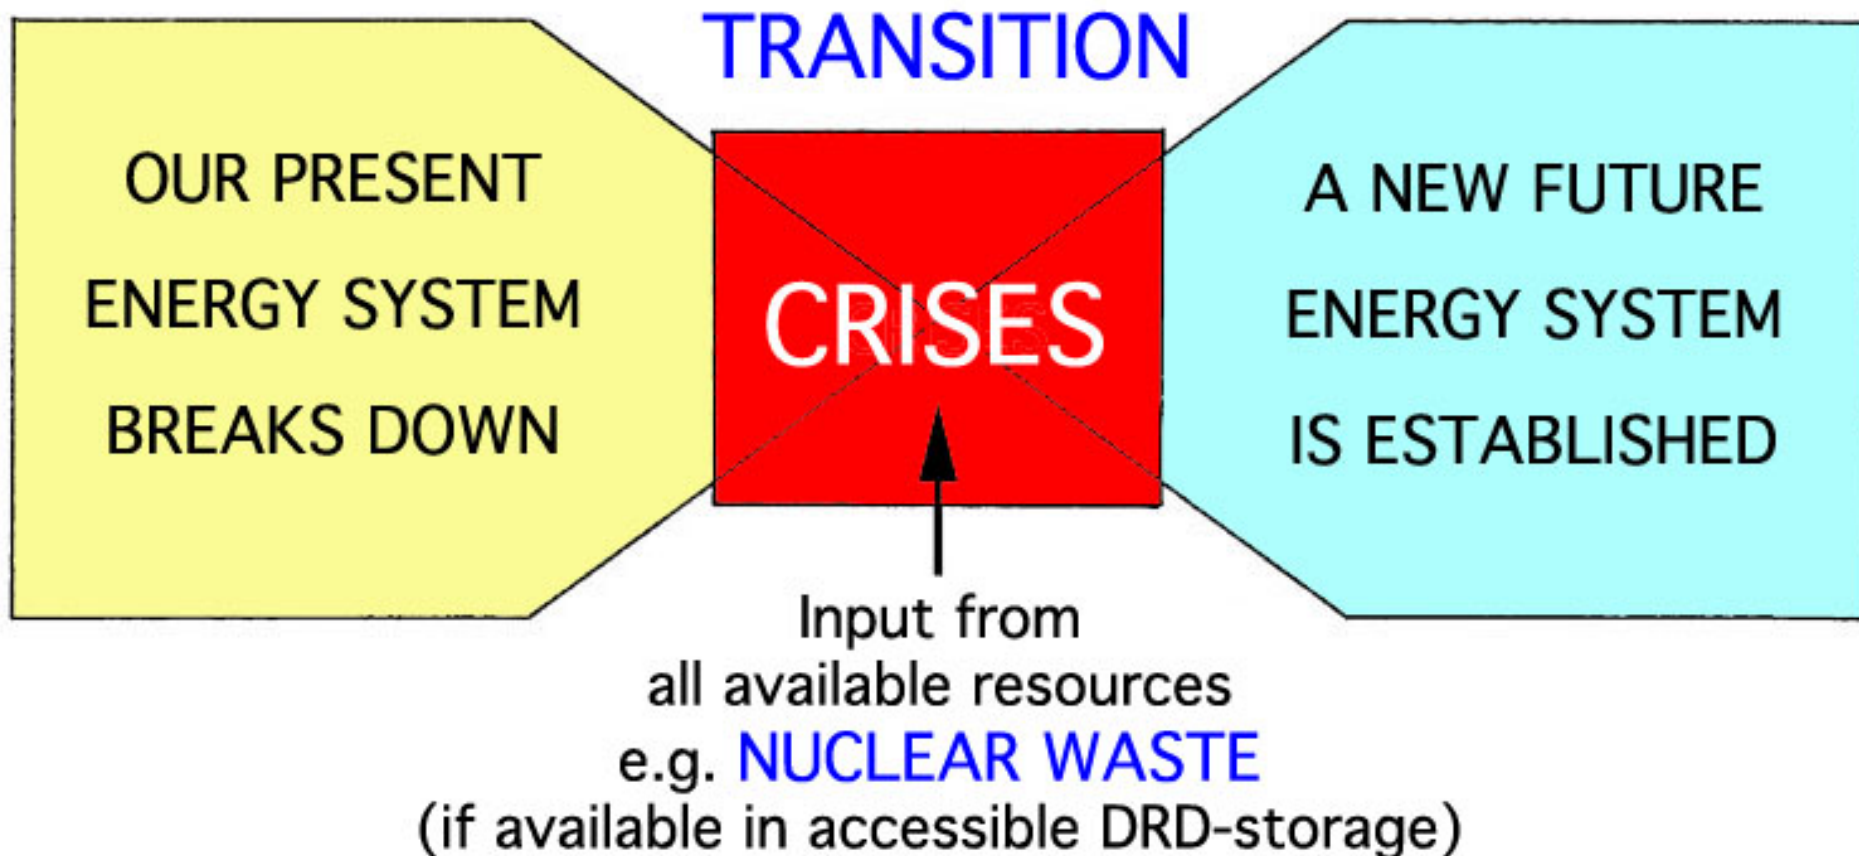 TRANSITION
OUR PRESENT
ENERGY SYSTEM
BREAKS DOWN
CRISES
A NEW FUTURE
ENERGY SYSTEM
IS ESTABLISHED
Input from
all available resources
e.g. NUCLEAR WASTE
(if available in accessible DRD-storage)